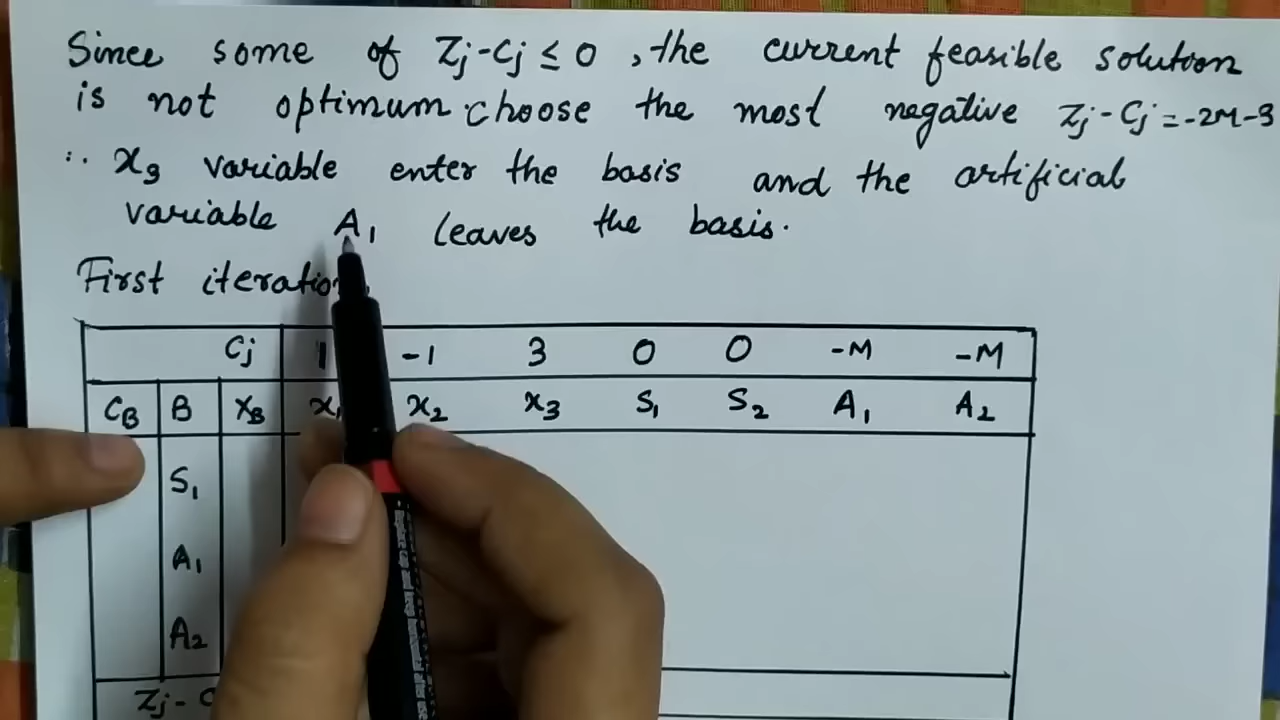 Since some of Zj-Cj ≤ 0, the current feasible solution
is not optimum. choose the most negative Zj-Cj = -2M-3
∴ x3 variable enter the basis and the artificial
variable A1 leaves the basis.
First iteration
Cj 1 -1 3 0 0 -M -M
CB B XB x1 x2 x3 S1 S2 A1 A2
S1
A1
A2
Zj-C